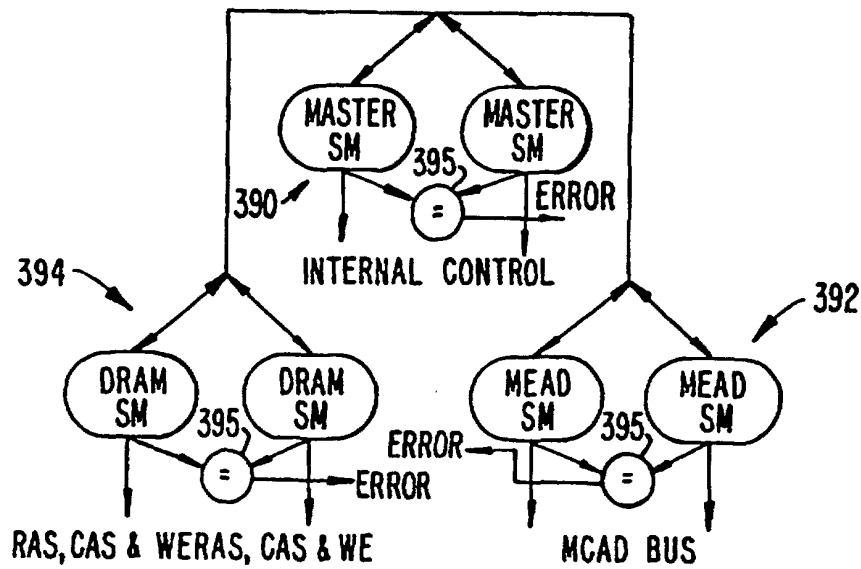 MASTER SM
MASTER SM
395
390
=
ERROR
INTERNAL CONTROL
394
392
DRAM SM
DRAM SM
MEAD SM
MEAD SM
395
ERROR
395
=
ERROR
=
RAS, CAS & WERAS, CAS & WE
MCAD BUS